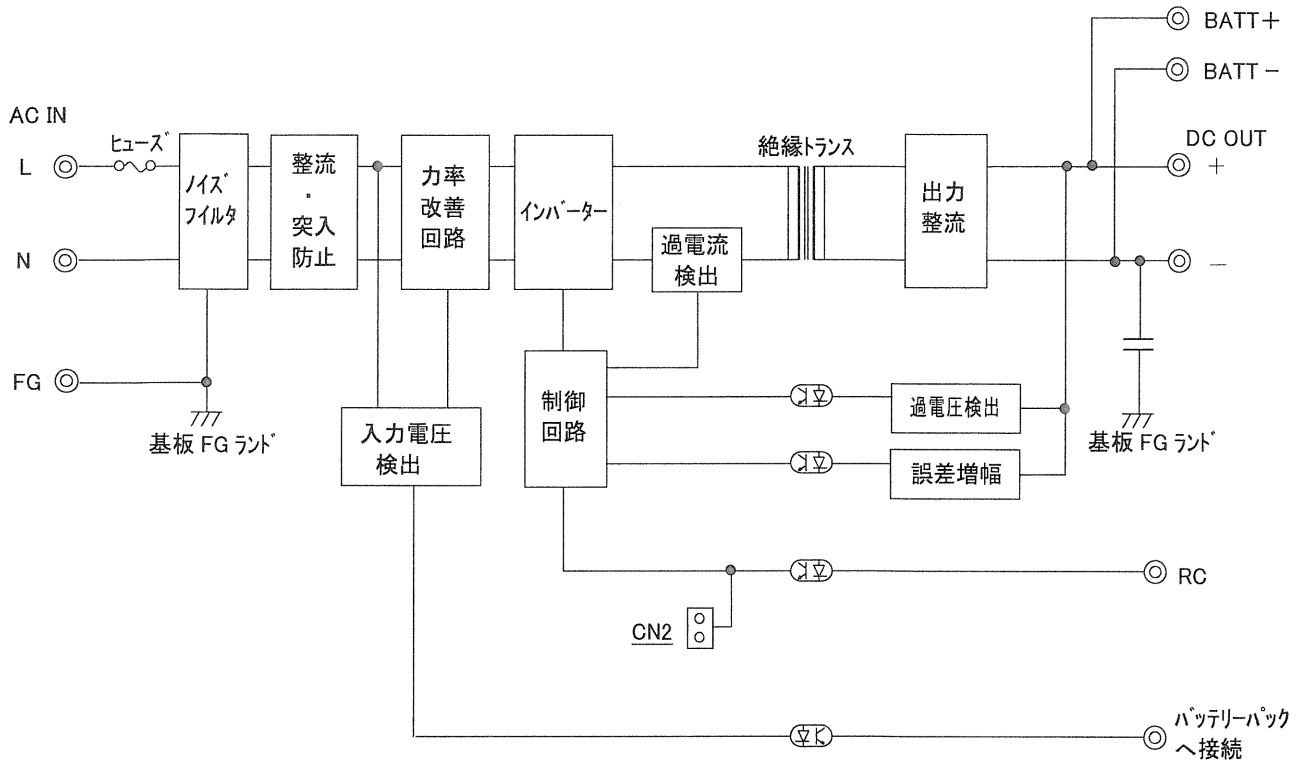 BATT＋
BATT－
AC IN
DC OUT
ﾋｭｰｽﾞ
L
ﾉｲｽﾞ
ﾌｲﾙﾀ
整流
・
突入
防止
力率
改善
回路
ｲﾝﾊﾞｰﾀｰ
絶縁トランス
過電流
検出
出力
整流
＋
N
－
FG
基板 FG ﾗﾝﾄﾞ
入力電圧
検出
制御
回路
過電圧検出
誤差増幅
基板 FG ﾗﾝﾄﾞ
RC
CN2
ﾊﾞｯﾃﾘｰﾊﾟｯｸ
へ接続